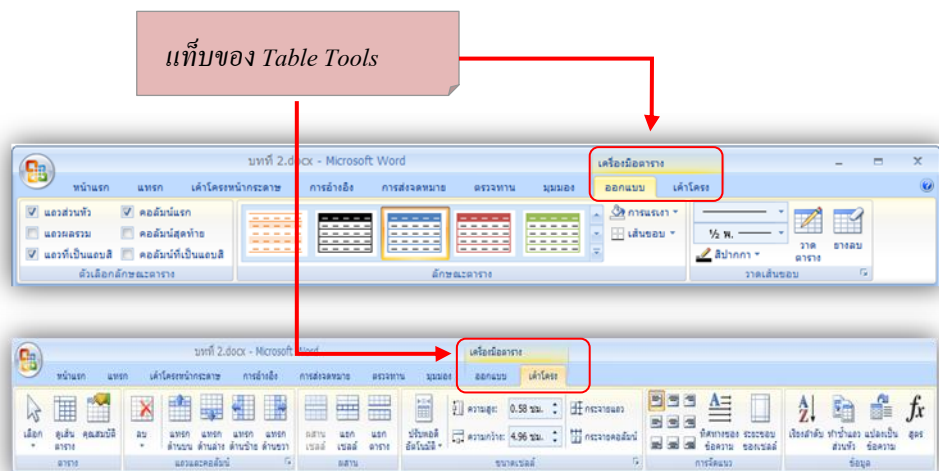 แท็บของ Table Tools
บทที่ 2.docx - Microsoft Word เครื่องมือตาราง
หน้าแรก แทรก เค้าโครงหน้ากระดาษ การอ้างอิง การส่งจดหมาย ตรวจทาน มุมมอง ออกแบบ เค้าโครง
แถวส่วนหัว คอลัมน์แรก การแรเงา
แถวผลรวม คอลัมน์สุดท้าย เส้นขอบ ½ พ. วาดตาราง ยางลบ
แถวที่เป็นแถบสี คอลัมน์ที่เป็นแถบสี สีปากกา
ตัวเลือกลักษณะตาราง ลักษณะตาราง วาดเส้นขอบ
บทที่ 2.docx - Microsoft Word เครื่องมือตาราง
หน้าแรก แทรก เค้าโครงหน้ากระดาษ การอ้างอิง การส่งจดหมาย ตรวจทาน มุมมอง ออกแบบ เค้าโครง
ความสูง: 0.58 ซม. กระจายแถว
เลือก ดูเส้น คุณสมบัติ ลบ แทรก แทรก แทรก แทรก ผสาน แยก แยก ปรับพอดี ความกว้าง: 4.96 ซม. กระจายคอลัมน์ ทิศทางของ ระยะขอบ เรียงลำดับ ทำซ้ำแถว แปลงเป็น สูตร
ตาราง ด้านบน ด้านล่าง ด้านซ้าย ด้านขวา เซลล์ เซลล์ ตาราง อัตโนมัติ ข้อความ ของเซลล์ ส่วนหัว ข้อความ
ตาราง แถวและคอลัมน์ ผสาน ขนาดเซลล์ การจัดแนว ข้อมูล